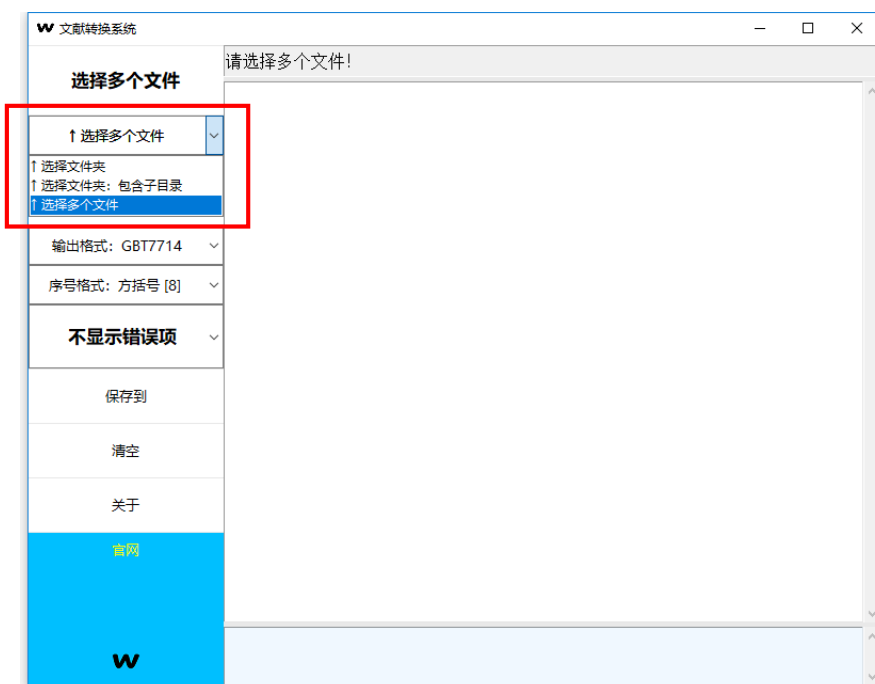 w 文献转换系统
选择多个文件
请选择多个文件!
↑选择多个文件
↑选择文件夹
↑选择文件夹：包含子目录
↑选择多个文件
输出格式：GBT7714
序号格式：方括号 [8]
不显示错误项
保存到
清空
关于
官网
w